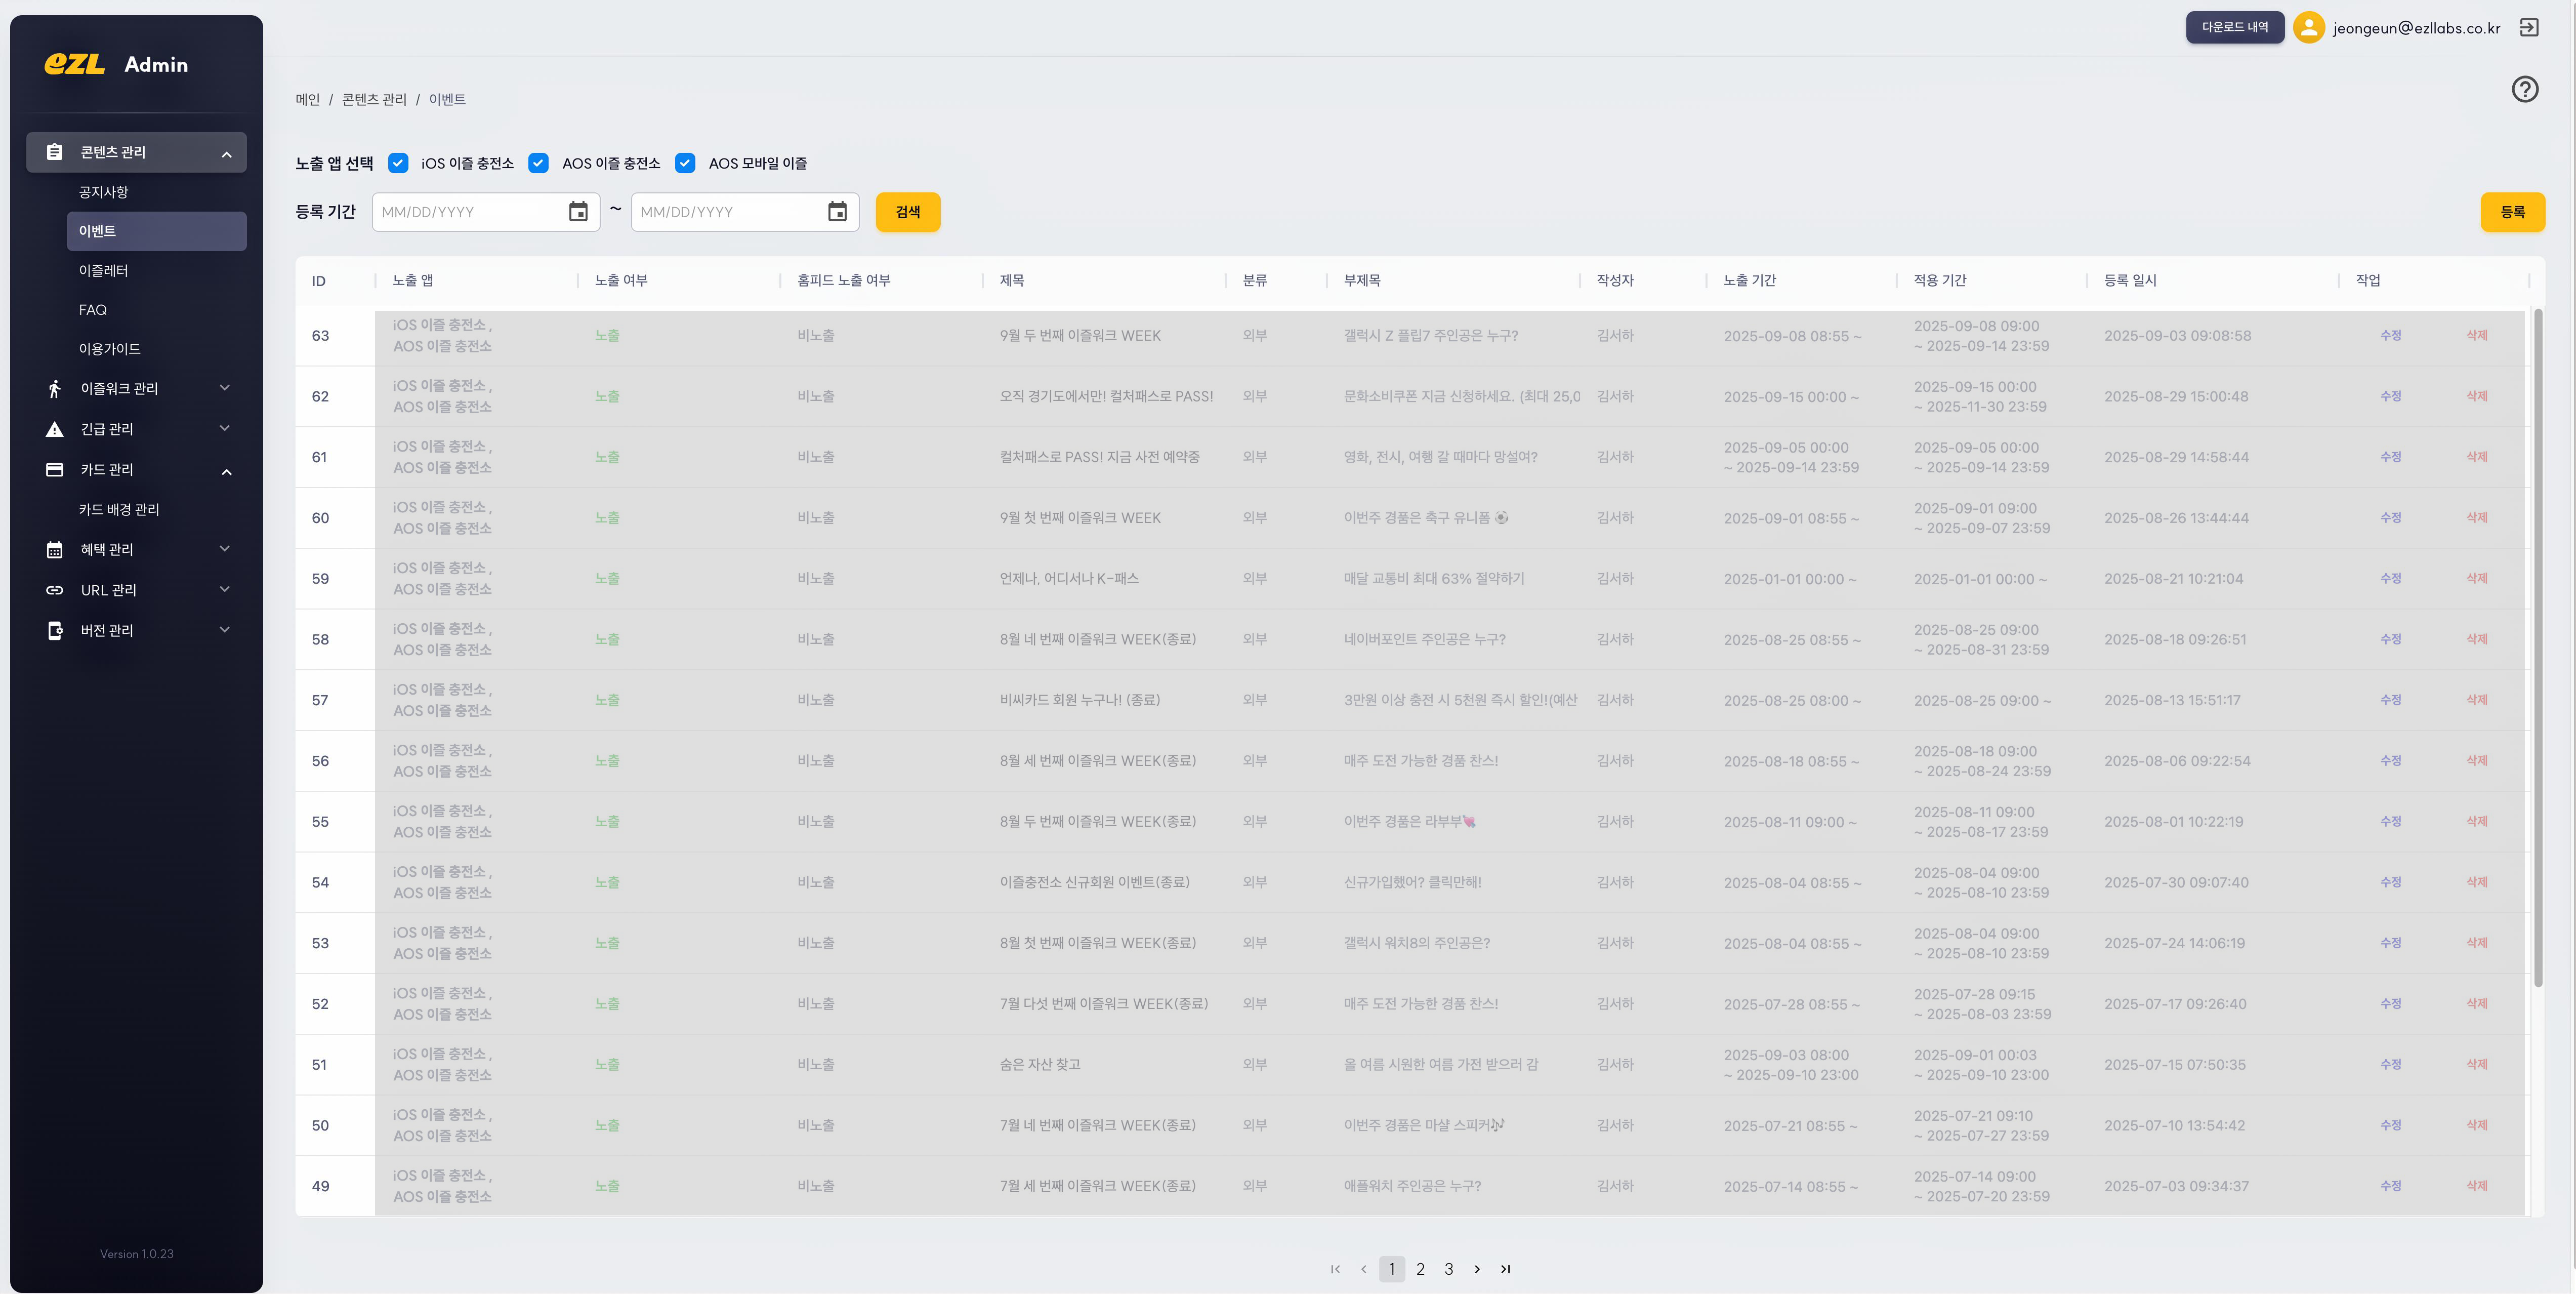 ezl Admin
콘텐츠 관리
공지사항
이벤트
이즐레터
FAQ
이용가이드
이즐워크 관리
긴급 관리
카드 관리
카드 배경 관리
혜택 관리
URL 관리
버전 관리
Version 1.0.23
다운로드 내역 jeongeun@ezllabs.co.kr
메인 / 콘텐츠 관리 / 이벤트
노출 앱 선택 iOS 이즐 충전소 AOS 이즐 충전소 AOS 모바일 이즐
등록 기간 MM/DD/YYYY ~ MM/DD/YYYY 검색 등록
ID 노출 앱 노출 여부 홈피드 노출 여부 제목 분류 부제목 작성자 노출 기간 적용 기간 등록 일시 작업
63 iOS 이즐 충전소 , AOS 이즐 충전소 노출 비노출 9월 두 번째 이즐워크 WEEK 외부 갤럭시 Z 플립7 주인공은 누구? 김서하 2025-09-08 08:55 ~ 2025-09-08 09:00 ~ 2025-09-14 23:59 2025-09-03 09:08:58 수정 삭제
62 iOS 이즐 충전소 , AOS 이즐 충전소 노출 비노출 오직 경기도에서만! 컬처패스로 PASS! 외부 문화소비쿠폰 지금 신청하세요. (최대 25,0 김서하 2025-09-15 00:00 ~ 2025-09-15 00:00 ~ 2025-11-30 23:59 2025-08-29 15:00:48 수정 삭제
61 iOS 이즐 충전소 , AOS 이즐 충전소 노출 비노출 컬처패스로 PASS! 지금 사전 예약중 외부 영화, 전시, 여행 갈 때마다 망설여? 김서하 2025-09-05 00:00 ~ 2025-09-14 23:59 2025-09-05 00:00 ~ 2025-09-14 23:59 2025-08-29 14:58:44 수정 삭제
60 iOS 이즐 충전소 , AOS 이즐 충전소 노출 비노출 9월 첫 번째 이즐워크 WEEK 외부 이번주 경품은 축구 유니폼 ⚽ 김서하 2025-09-01 08:55 ~ 2025-09-01 09:00 ~ 2025-09-07 23:59 2025-08-26 13:44:44 수정 삭제
59 iOS 이즐 충전소 , AOS 이즐 충전소 노출 비노출 언제나, 어디서나 K-패스 외부 매달 교통비 최대 63% 절약하기 김서하 2025-01-01 00:00 ~ 2025-01-01 00:00 ~ 2025-08-21 10:21:04 수정 삭제
58 iOS 이즐 충전소 , AOS 이즐 충전소 노출 비노출 8월 네 번째 이즐워크 WEEK(종료) 외부 네이버포인트 주인공은 누구? 김서하 2025-08-25 08:55 ~ 2025-08-25 09:00 ~ 2025-08-31 23:59 2025-08-18 09:26:51 수정 삭제
57 iOS 이즐 충전소 , AOS 이즐 충전소 노출 비노출 비씨카드 회원 누구나! (종료) 외부 3만원 이상 충전 시 5천원 즉시 할인!(예산 김서하 2025-08-25 08:00 ~ 2025-08-25 09:00 ~ 2025-08-13 15:51:17 수정 삭제
56 iOS 이즐 충전소 , AOS 이즐 충전소 노출 비노출 8월 세 번째 이즐워크 WEEK(종료) 외부 매주 도전 가능한 경품 찬스! 김서하 2025-08-18 08:55 ~ 2025-08-18 09:00 ~ 2025-08-24 23:59 2025-08-06 09:22:54 수정 삭제
55 iOS 이즐 충전소 , AOS 이즐 충전소 노출 비노출 8월 두 번째 이즐워크 WEEK(종료) 외부 이번주 경품은 라부부💘 김서하 2025-08-11 09:00 ~ 2025-08-11 09:00 ~ 2025-08-17 23:59 2025-08-01 10:22:19 수정 삭제
54 iOS 이즐 충전소 , AOS 이즐 충전소 노출 비노출 이즐충전소 신규회원 이벤트(종료) 외부 신규가입했어? 클릭만해! 김서하 2025-08-04 08:55 ~ 2025-08-04 09:00 ~ 2025-08-10 23:59 2025-07-30 09:07:40 수정 삭제
53 iOS 이즐 충전소 , AOS 이즐 충전소 노출 비노출 8월 첫 번째 이즐워크 WEEK(종료) 외부 갤럭시 워치8의 주인공은? 김서하 2025-08-04 08:55 ~ 2025-08-04 09:00 ~ 2025-08-10 23:59 2025-07-24 14:06:19 수정 삭제
52 iOS 이즐 충전소 , AOS 이즐 충전소 노출 비노출 7월 다섯 번째 이즐워크 WEEK(종료) 외부 매주 도전 가능한 경품 찬스! 김서하 2025-07-28 08:55 ~ 2025-07-28 09:15 ~ 2025-08-03 23:59 2025-07-17 09:26:40 수정 삭제
51 iOS 이즐 충전소 , AOS 이즐 충전소 노출 비노출 숨은 자산 찾고 외부 올 여름 시원한 여름 가전 받으러 감 김서하 2025-09-03 08:00 ~ 2025-09-10 23:00 2025-09-01 00:03 ~ 2025-09-10 23:00 2025-07-15 07:50:35 수정 삭제
50 iOS 이즐 충전소 , AOS 이즐 충전소 노출 비노출 7월 네 번째 이즐워크 WEEK(종료) 외부 이번주 경품은 마샬 스피커🎶 김서하 2025-07-21 08:55 ~ 2025-07-21 09:10 ~ 2025-07-27 23:59 2025-07-10 13:54:42 수정 삭제
49 iOS 이즐 충전소 , AOS 이즐 충전소 노출 비노출 7월 세 번째 이즐워크 WEEK(종료) 외부 애플워치 주인공은 누구? 김서하 2025-07-14 08:55 ~ 2025-07-14 09:00 ~ 2025-07-20 23:59 2025-07-03 09:34:37 수정 삭제
1 2 3